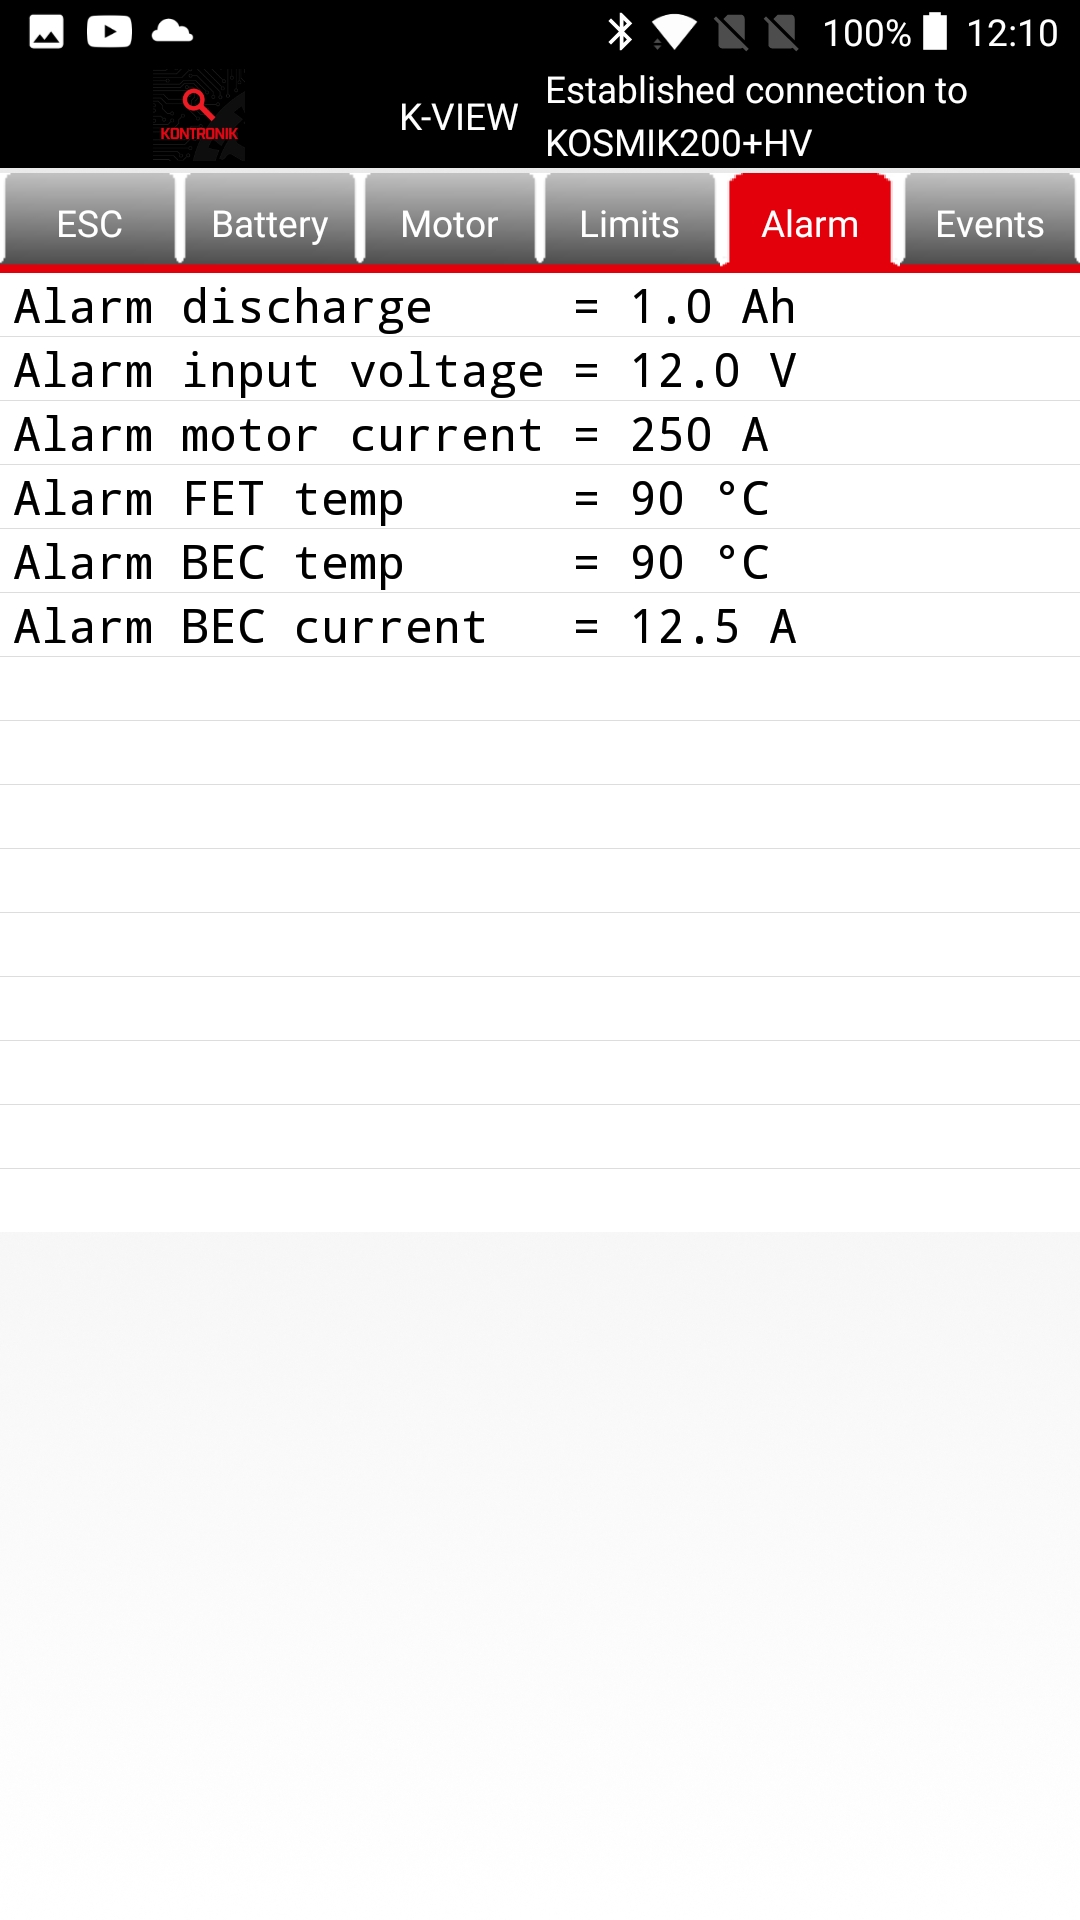 100% 12:10
KONTRONIK
K-VIEW
Established connection to
KOSMIK200+HV
ESC Battery Motor Limits Alarm Events
Alarm discharge = 1.0 Ah
Alarm input voltage = 12.0 V
Alarm motor current = 250 A
Alarm FET temp = 90 °C
Alarm BEC temp = 90 °C
Alarm BEC current = 12.5 A